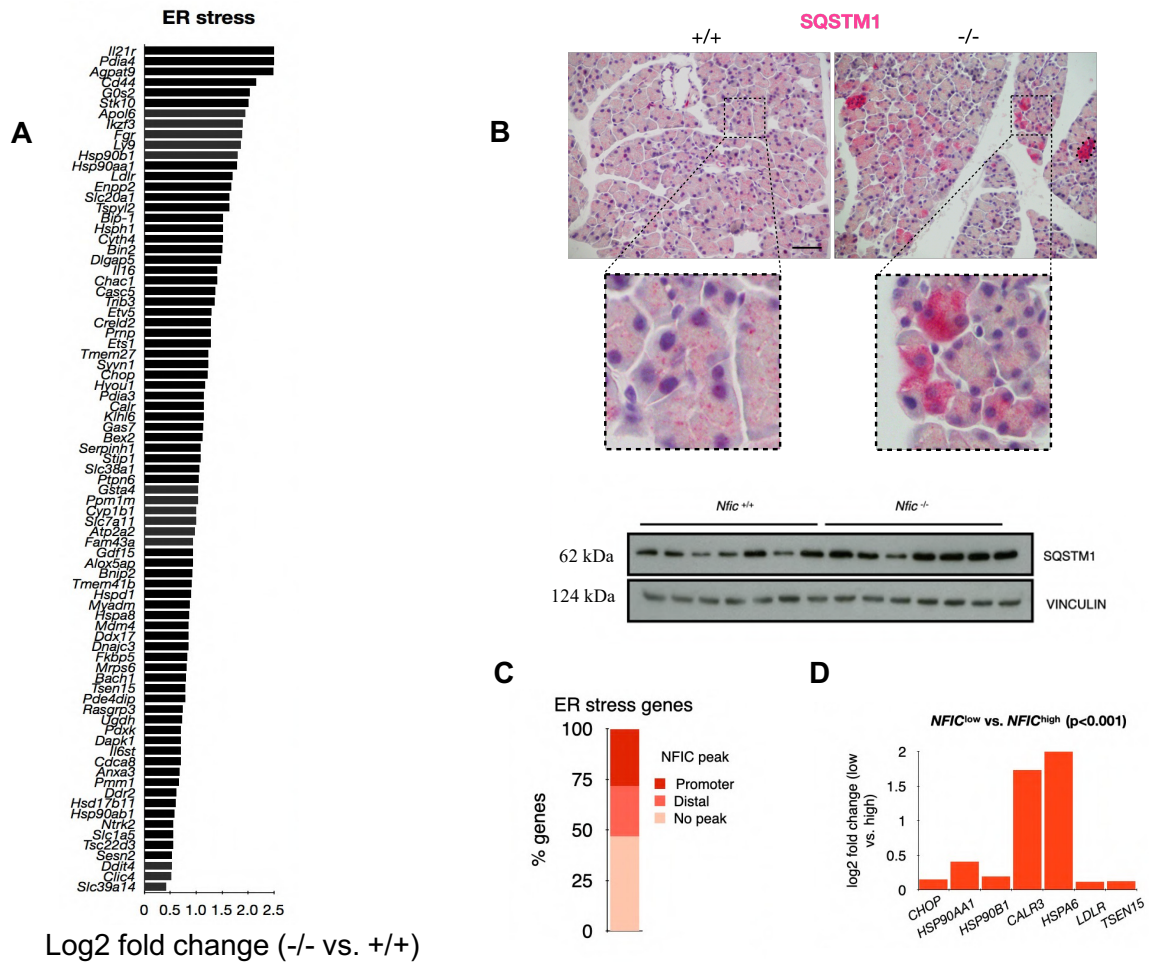 A
ER stress
Il21r
Pdia4
Agpat9
Cd44
G0s2
Stk10
Apol6
Ikzf3
Fgr
Ly9
Hsp90b1
Hsp90aa1
Ldlr
Enpp2
Slc20a1
Tspyl2
Bip-1
Hsph1
Cyth4
Bin2
Dlgap5
Il16
Chac1
Casc5
Trib3
Etv5
Creld2
Prnp
Ets1
Tmem27
Syvn1
Chop
Hyou1
Pdia3
Calr
Klhl6
Gas7
Bex2
Serpinh1
Stip1
Slc38a1
Ptpn6
Gsta4
Ppm1m
Cyp1b1
Slc7a11
Atp2a2
Fam43a
Gdf15
Alox5ap
Bnip2
Tmem41b
Hspd1
Myadm
Hspa8
Mdm4
Ddx17
Dnajc3
Fkbp5
Mrps6
Bach1
Tsen15
Pde4dip
Rasgrp3
Ugdh
Pdxk
Dapk1
Il6st
Cdca8
Anxa3
Pmm1
Ddr2
Hsd17b11
Hsp90ab1
Ntrk2
Slc1a5
Tsc22d3
Sesn2
Ddit4
Clic4
Slc39a14
0 0.5 1.0 1.5 2.0 2.5
Log2 fold change (-/- vs. +/+)
B
SQSTM1
+/+ -/-
Nfic +/+ Nfic -/-
62 kDa SQSTM1
124 kDa VINCULIN
C
ER stress genes
% genes
100
75
50
25
0
NFIC peak
Promoter
Distal
No peak
D
NFIClow vs. NFIChigh (p<0.001)
log2 fold change (low
vs. high)
2
1.5
1
0.5
0
CHOP
HSP90AA1
HSP90B1
CALR3
HSPA6
LDLR
TSEN15